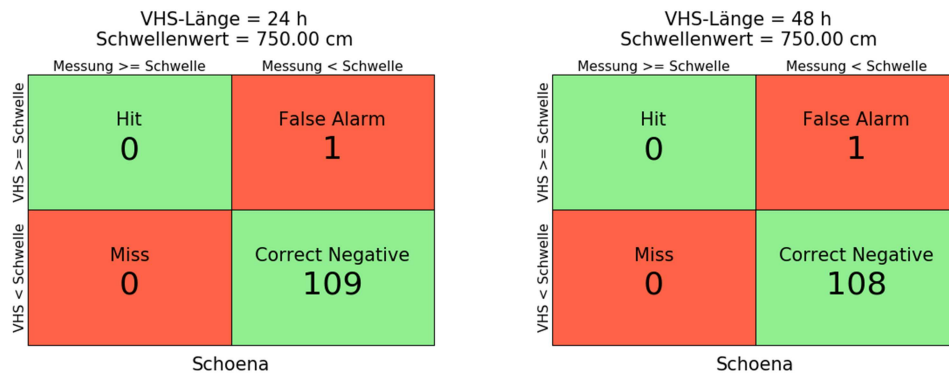 VHS-Länge = 24 h
Schwellenwert = 750.00 cm
Messung >= Schwelle
Messung < Schwelle
VHS >= Schwelle
Hit
0
False Alarm
1
VHS < Schwelle
Miss
0
Correct Negative
109
Schoena
VHS-Länge = 48 h
Schwellenwert = 750.00 cm
Messung >= Schwelle
Messung < Schwelle
VHS >= Schwelle
Hit
0
False Alarm
1
VHS < Schwelle
Miss
0
Correct Negative
108
Schoena